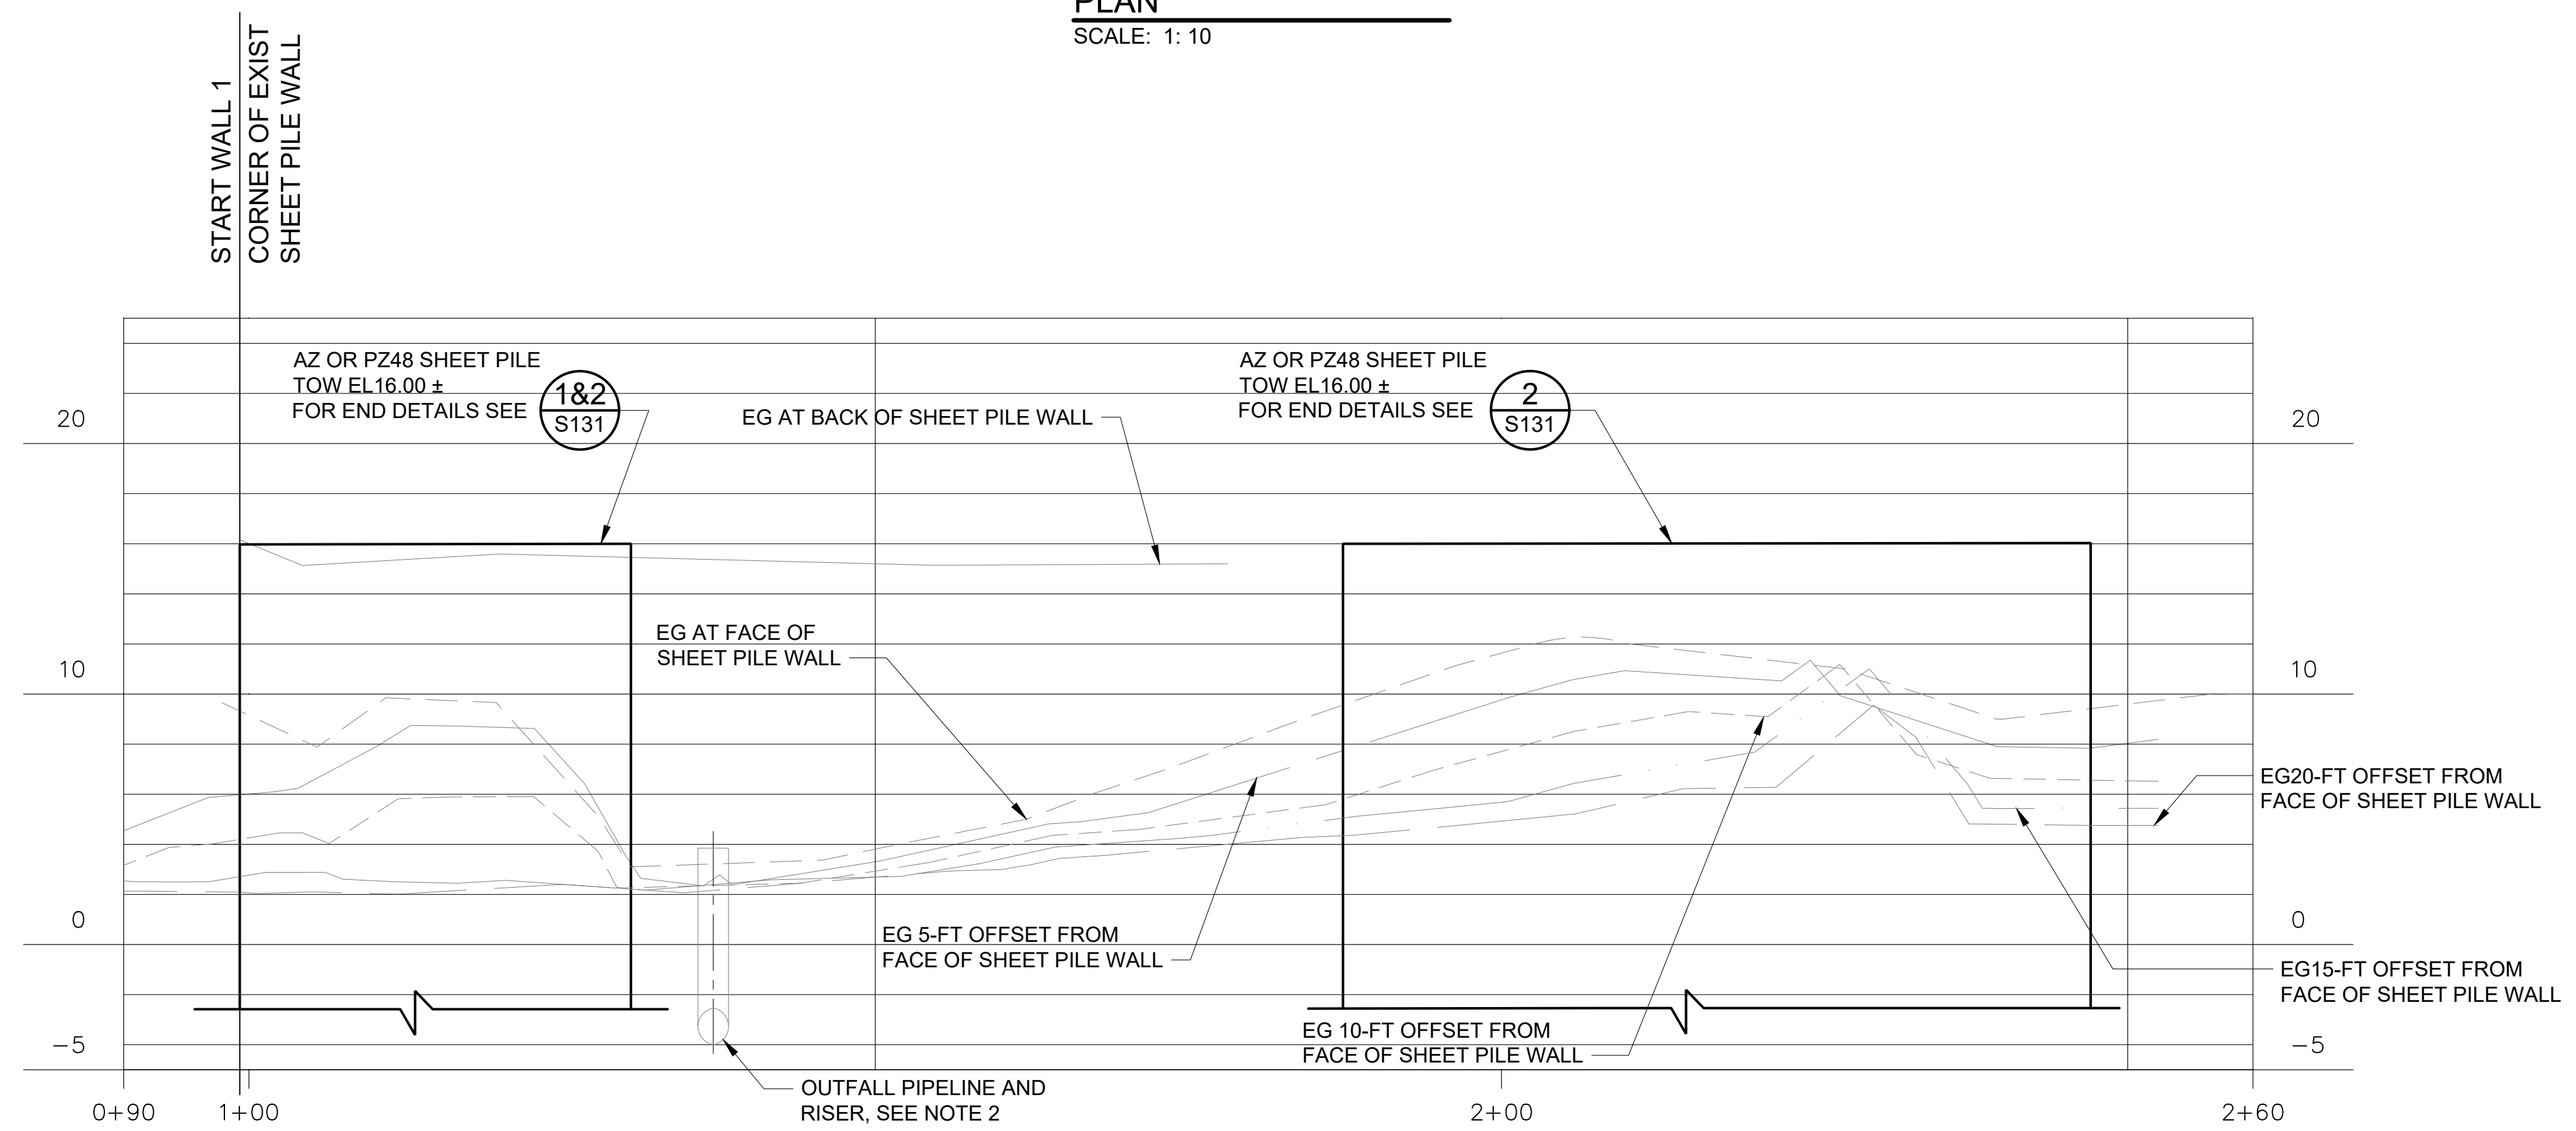 PLAN
SCALE: 1: 10
START WALL 1
CORNER OF EXIST
SHEET PILE WALL
AZ OR PZ48 SHEET PILE
TOW EL16.00 ±
FOR END DETAILS SEE
1&2
S131
EG AT BACK OF SHEET PILE WALL
AZ OR PZ48 SHEET PILE
TOW EL16.00 ±
FOR END DETAILS SEE
2
S131
20
20
EG AT FACE OF
SHEET PILE WALL
10
10
EG20-FT OFFSET FROM
FACE OF SHEET PILE WALL
0
0
EG 5-FT OFFSET FROM
FACE OF SHEET PILE WALL
EG15-FT OFFSET FROM
FACE OF SHEET PILE WALL
EG 10-FT OFFSET FROM
FACE OF SHEET PILE WALL
-5
-5
OUTFALL PIPELINE AND
RISER, SEE NOTE 2
0+90
1+00
2+00
2+60